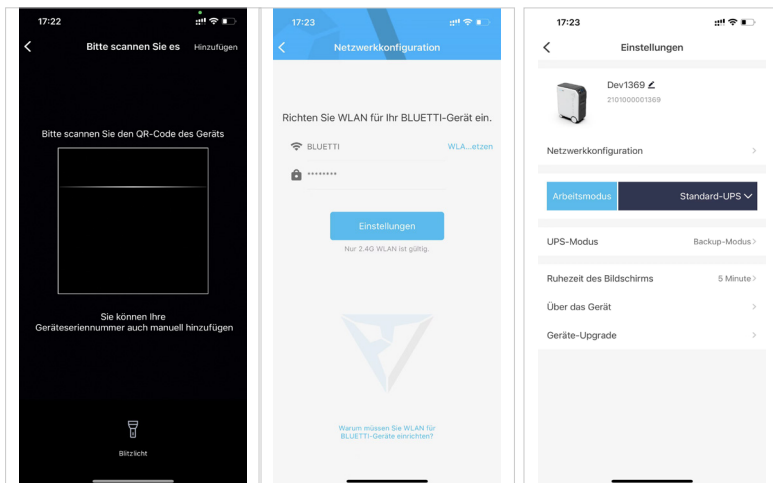 17:22
Bitte scannen Sie es
Hinzufügen
Bitte scannen Sie den QR-Code des Geräts
Sie können Ihre
Geräteseriennummer auch manuell hinzufügen
Blitzlicht
17:23
Netzwerkkonfiguration
Richten Sie WLAN für Ihr BLUETTI-Gerät ein.
BLUETTI
WLA...etzen
********
Einstellungen
Nur 2.4G WLAN ist gültig.
Warum müssen Sie WLAN für
BLUETTI-Geräte einrichten?
17:23
Einstellungen
Dev1369
2101000001369
Netzwerkkonfiguration
Arbeitsmodus
Standard-UPS
UPS-Modus
Backup-Modus
Ruhezeit des Bildschirms
5 Minute
Über das Gerät
Geräte-Upgrade